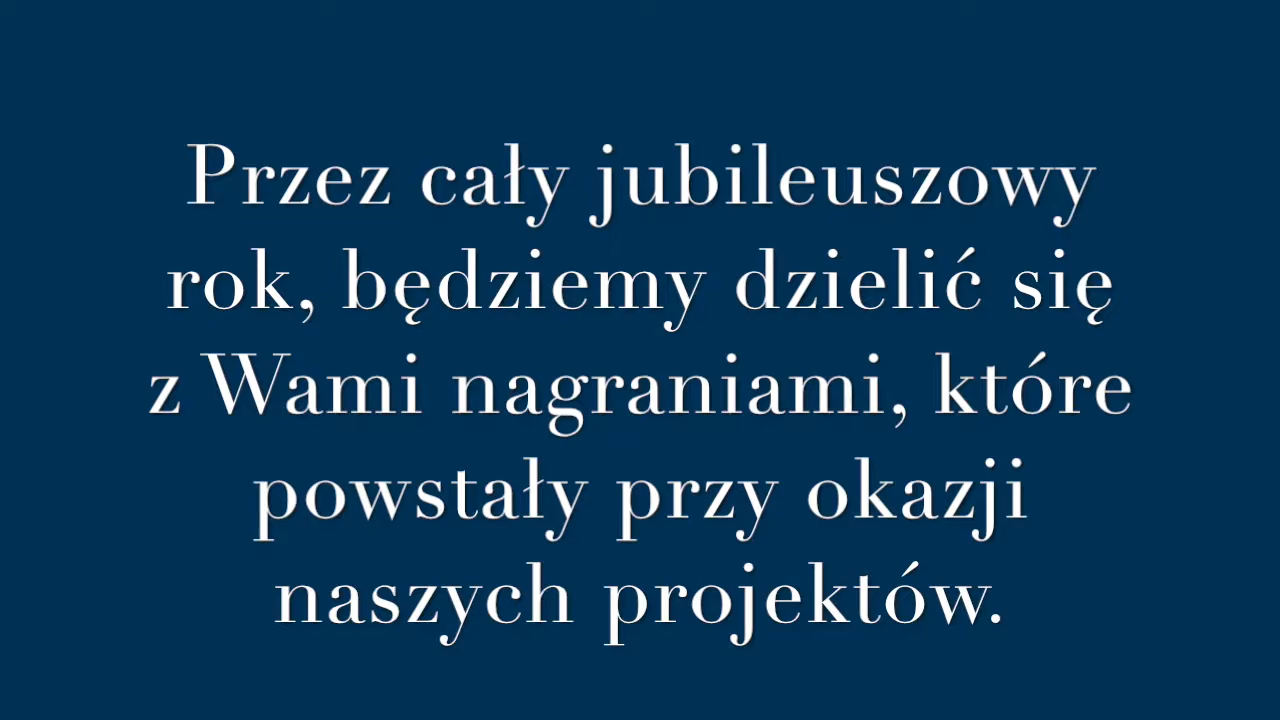 Przez cały jubileuszowy
rok, będziemy dzielić się
z Wami nagraniami, które
powstały przy okazji
naszych projektów.